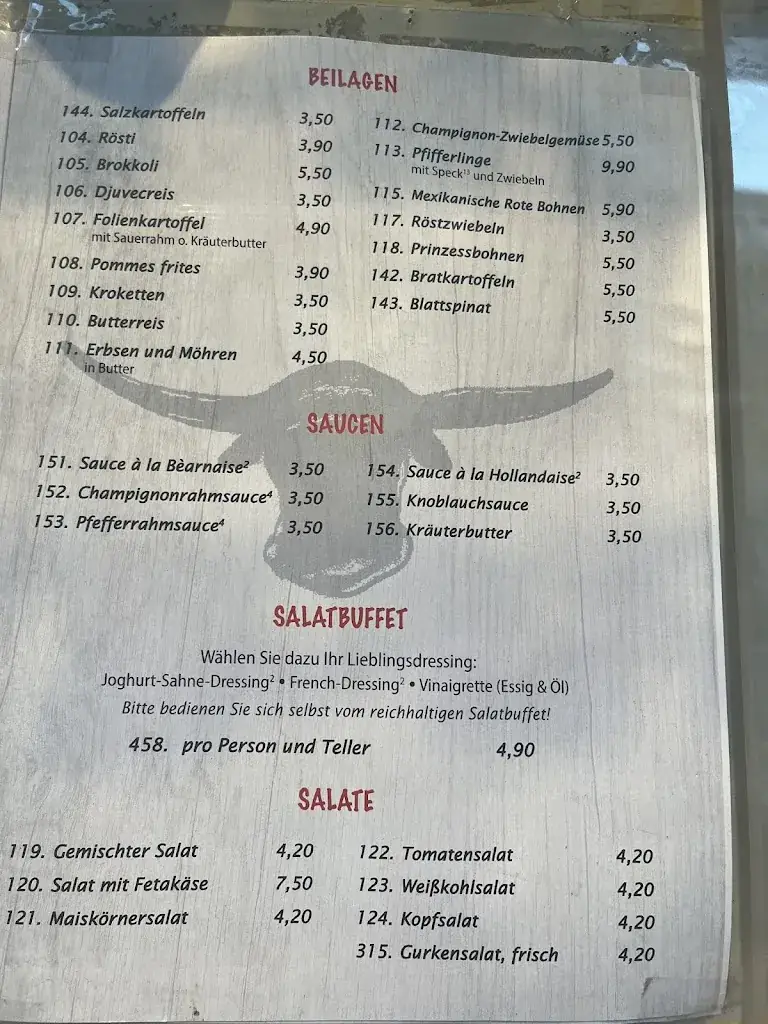 BEILAGEN
144. Salzkartoffeln 3,50
104. Rösti 3,90
105. Brokkoli 5,50
106. Djuvecreis 3,50
107. Folienkartoffel 4,90
mit Sauerrahm o. Kräuterbutter
108. Pommes frites 3,90
109. Kroketten 3,50
110. Butterreis 3,50
111. Erbsen und Möhren 4,50
in Butter
112. Champignon-Zwiebelgemüse 5,50
113. Pfifferlinge 9,90
mit Speck¹³ und Zwiebeln
115. Mexikanische Rote Bohnen 5,90
117. Röstzwiebeln 3,50
118. Prinzessbohnen 5,50
142. Bratkartoffeln 5,50
143. Blattspinat 5,50
SAUCEN
151. Sauce à la Bèarnaise² 3,50
152. Champignonrahmsauce⁴ 3,50
153. Pfefferrahmsauce⁴ 3,50
154. Sauce à la Hollandaise² 3,50
155. Knoblauchsauce 3,50
156. Kräuterbutter 3,50
SALATBUFFET
Wählen Sie dazu Ihr Lieblingsdressing:
Joghurt-Sahne-Dressing² • French-Dressing² • Vinaigrette (Essig & Öl)
Bitte bedienen Sie sich selbst vom reichhaltigen Salatbuffet!
458. pro Person und Teller 4,90
SALATE
119. Gemischter Salat 4,20
120. Salat mit Fetakäse 7,50
121. Maiskörnersalat 4,20
122. Tomatensalat 4,20
123. Weißkohlsalat 4,20
124. Kopfsalat 4,20
315. Gurkensalat, frisch 4,20